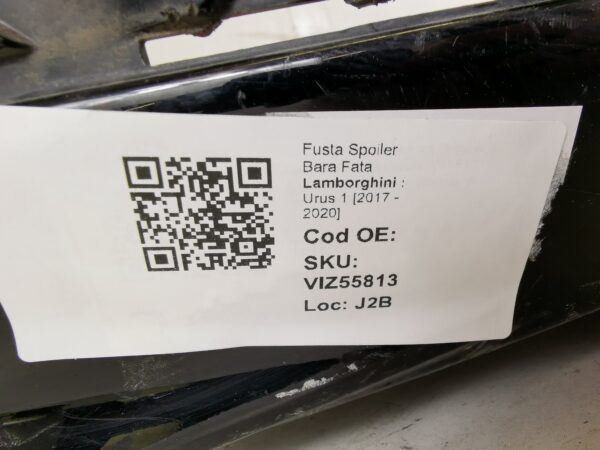 Fusta Spoiler
Bara Fata
Lamborghini :
Urus 1 [2017 -
2020]
Cod OE:
SKU:
VIZ55813
Loc: J2B